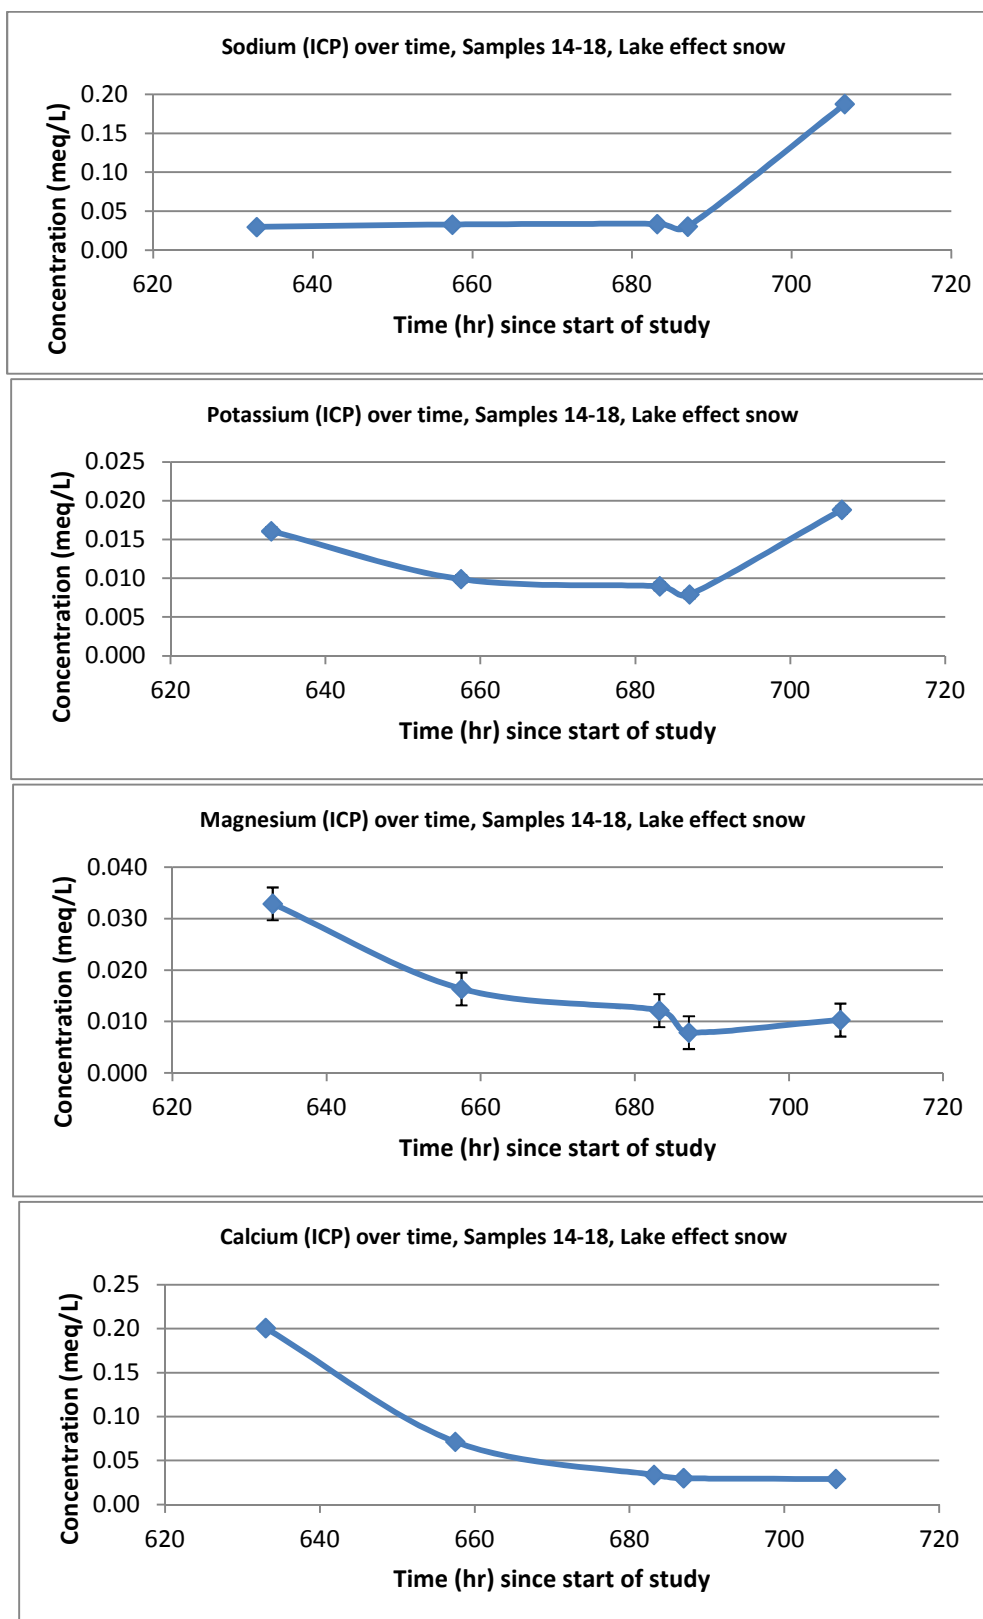 Sodium (ICP) over time, Samples 14-18, Lake effect snow
Concentration (meq/L)
0.20
0.15
0.10
0.05
0.00
620 640 660 680 700 720
Time (hr) since start of study
Potassium (ICP) over time, Samples 14-18, Lake effect snow
Concentration (meq/L)
0.025
0.020
0.015
0.010
0.005
0.000
620 640 660 680 700 720
Time (hr) since start of study
Magnesium (ICP) over time, Samples 14-18, Lake effect snow
Concentration (meq/L)
0.040
0.030
0.020
0.010
0.000
620 640 660 680 700 720
Time (hr) since start of study
Calcium (ICP) over time, Samples 14-18, Lake effect snow
Concentration (meq/L)
0.25
0.20
0.15
0.10
0.05
0.00
620 640 660 680 700 720
Time (hr) since start of study